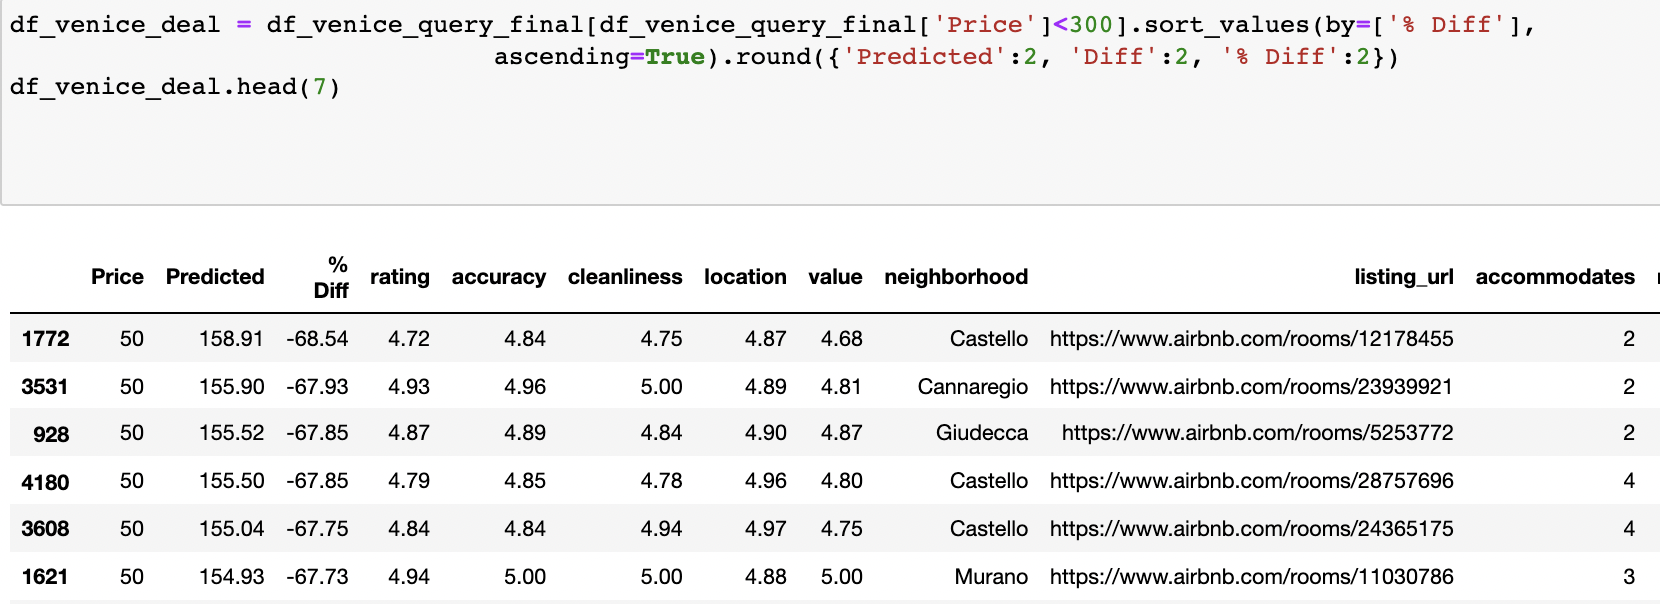 df_venice_deal = df_venice_query_final[df_venice_query_final['Price']<300].sort_values(by=['% Diff'],
ascending=True).round({'Predicted':2, 'Diff':2, '% Diff':2})
df_venice_deal.head(7)
Price Predicted % Diff rating accuracy cleanliness location value neighborhood listing_url accommodates
1772 50 158.91 -68.54 4.72 4.84 4.75 4.87 4.68 Castello https://www.airbnb.com/rooms/12178455 2
3531 50 155.90 -67.93 4.93 4.96 5.00 4.89 4.81 Cannaregio https://www.airbnb.com/rooms/23939921 2
928 50 155.52 -67.85 4.87 4.89 4.84 4.90 4.87 Giudecca https://www.airbnb.com/rooms/5253772 2
4180 50 155.50 -67.85 4.79 4.85 4.78 4.96 4.80 Castello https://www.airbnb.com/rooms/28757696 4
3608 50 155.04 -67.75 4.84 4.84 4.94 4.97 4.75 Castello https://www.airbnb.com/rooms/24365175 4
1621 50 154.93 -67.73 4.94 5.00 5.00 4.88 5.00 Murano https://www.airbnb.com/rooms/11030786 3